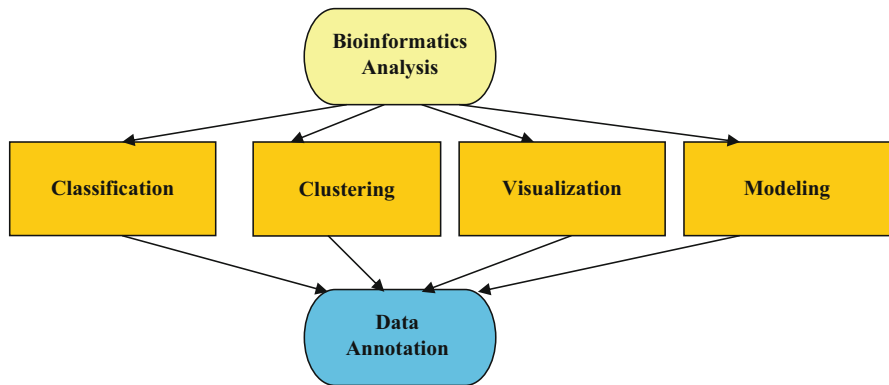 Bioinformatics
Analysis
Classification
Clustering
Visualization
Modeling
Data
Annotation